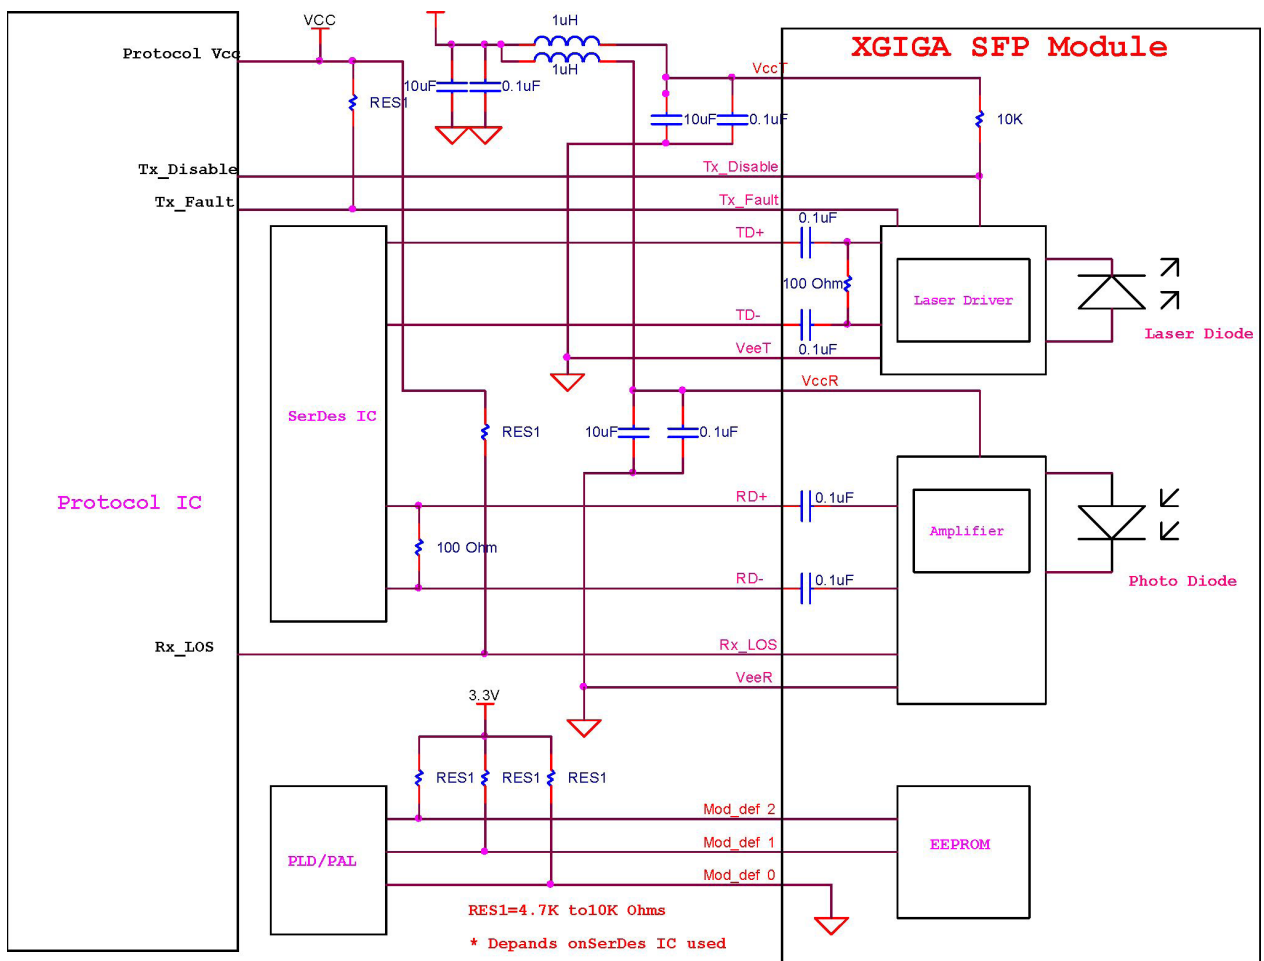 VCC
1uH
XGIGA SFP Module
Protocol Vcc
1uH
VccT
10uF
0.1uF
RES1
10uF
0.1uF
10K
Tx_Disable
Tx_Disable
Tx_Fault
Tx_Fault
0.1uF
TD+
100 Ohm
Laser Driver
TD-
Laser Diode
VeeT
0.1uF
VccR
SerDes IC
RES1
10uF
0.1uF
Protocol IC
RD+
0.1uF
Amplifier
100 Ohm
RD-
0.1uF
Photo Diode
Rx_LOS
Rx_LOS
VeeR
3.3V
RES1
RES1
RES1
Mod_def 2
Mod_def 1
EEPROM
PLD/PAL
Mod_def 0
RES1=4.7K to10K Ohms
* Depands onSerDes IC used